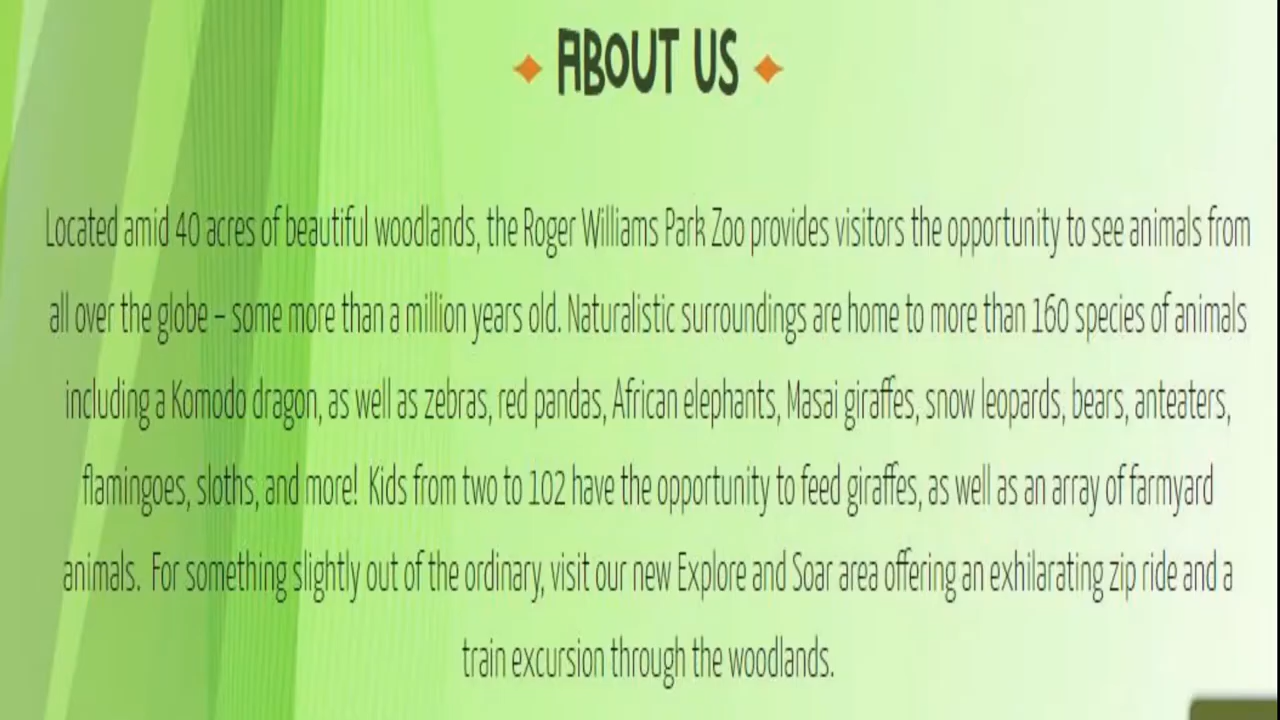 ABOUT US
Located amid 40 acres of beautiful woodlands, the Roger Williams Park Zoo provides visitors the opportunity to see animals from
all over the globe – some more than a million years old. Naturalistic surroundings are home to more than 160 species of animals
including a Komodo dragon, as well as zebras, red pandas, African elephants, Masai giraffes, snow leopards, bears, anteaters,
flamingoes, sloths, and more! Kids from two to 102 have the opportunity to feed giraffes, as well as an array of farmyard
animals. For something slightly out of the ordinary, visit our new Explore and Soar area offering an exhilarating zip ride and a
train excursion through the woodlands.